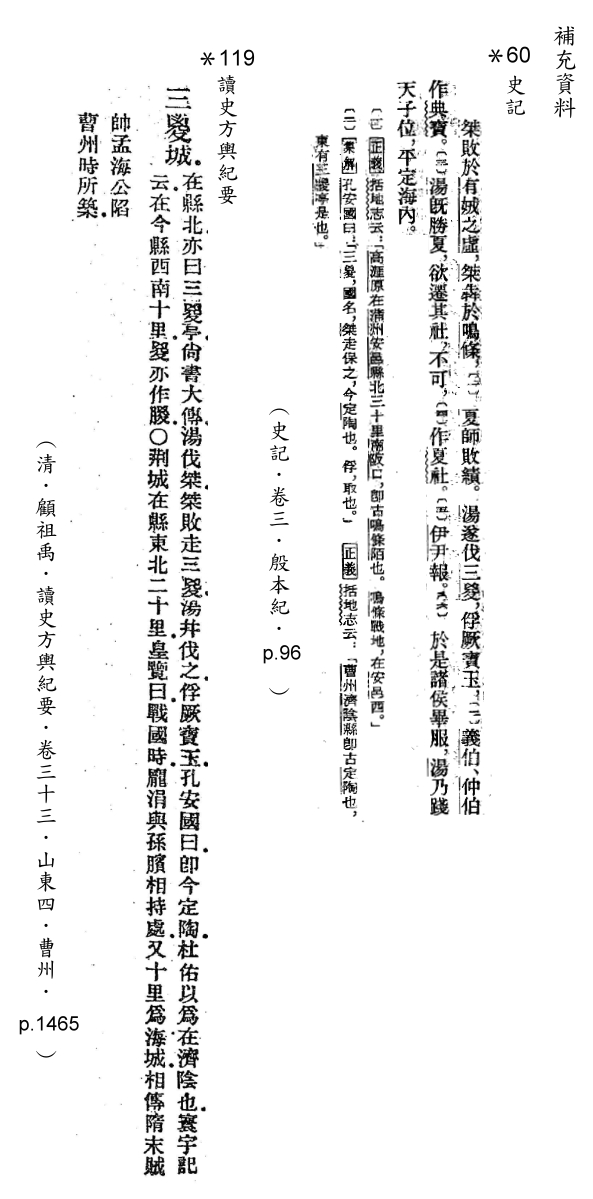 補充資料
＊60 史記
桀敗於有娀之虛，桀犇於鳴條，〔一〕夏師敗績。湯遂伐三㚇，俘厥寶玉，〔二〕義伯、仲伯
作典寶。〔三〕湯既勝夏，欲遷其社，不可，〔四〕作夏社。〔五〕伊尹報。〔六〕於是諸侯畢服，湯乃踐
天子位，平定海內。
〔一〕正義括地志云：「高涯原在蒲州安邑縣北三十里南阪口，即古鳴條陌也。鳴條戰地，在安邑西。」
〔二〕集解孔安國曰：「三㚇，國名，桀走保之，今定陶也。俘，取也。」正義括地志云：「曹州濟陰縣即古定陶也，
東有三鬷亭是也。」
（史記．卷三．殷本紀．p.96）
＊119 讀史方輿紀要
三㚇城
在縣北亦曰三㚇亭尙書大傳湯伐桀桀敗走三㚇湯幷伐之俘厥寶玉孔安國曰卽今定陶杜佑以爲在濟陰也寰宇記
云在今縣西南十里㚇亦作朡○荆城在縣東北二十里皇覽曰戰國時龐涓與孫臏相持處又十里爲海城相傳隋末賊
帥孟海公陷
曹州時所築
（清．顧祖禹．讀史方輿紀要．卷三十三．山東四．曹州．p.1465）